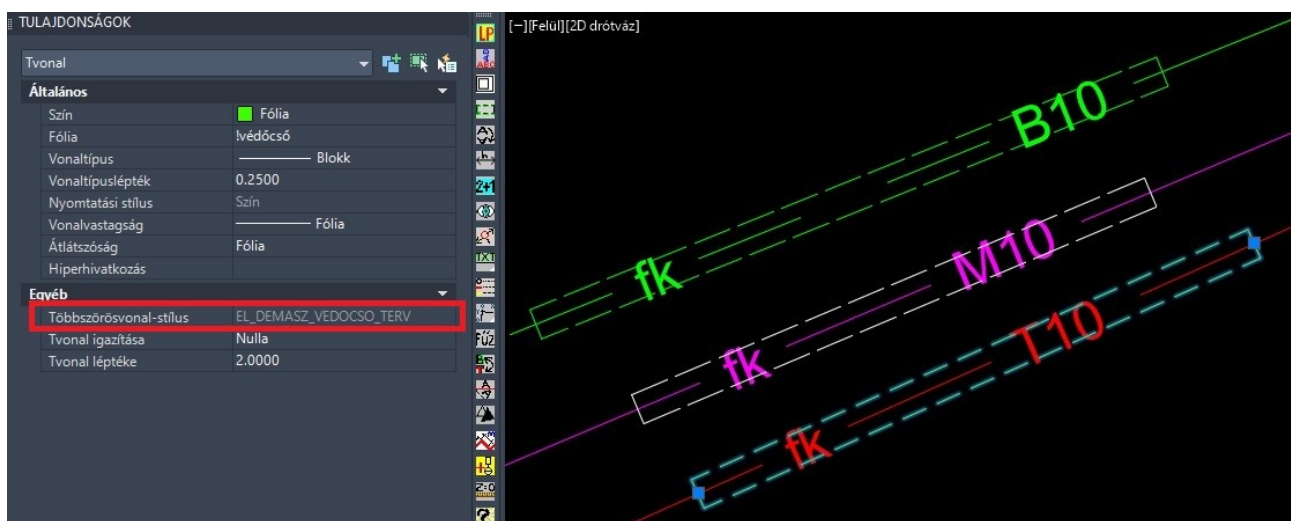 TULAJDONSÁGOK
Tvonal
Általános
Szín Fólia
Fólia !védőcső
Vonaltípus Blokk
Vonaltípuslépték 0.2500
Nyomtatási stílus Szín
Vonalvastagság Fólia
Átlátszóság Fólia
Hiperhivatkozás
Egyéb
Többszörösvonal-stílus EL_DEMASZ_VEDOCSO_TERV
Tvonal igazítása Nulla
Tvonal léptéke 2.0000
LP
2+1
TXT
FÜZ
Z=0
?
[−][Felül][2D drótváz]
fk B10
fk M10
fk T10